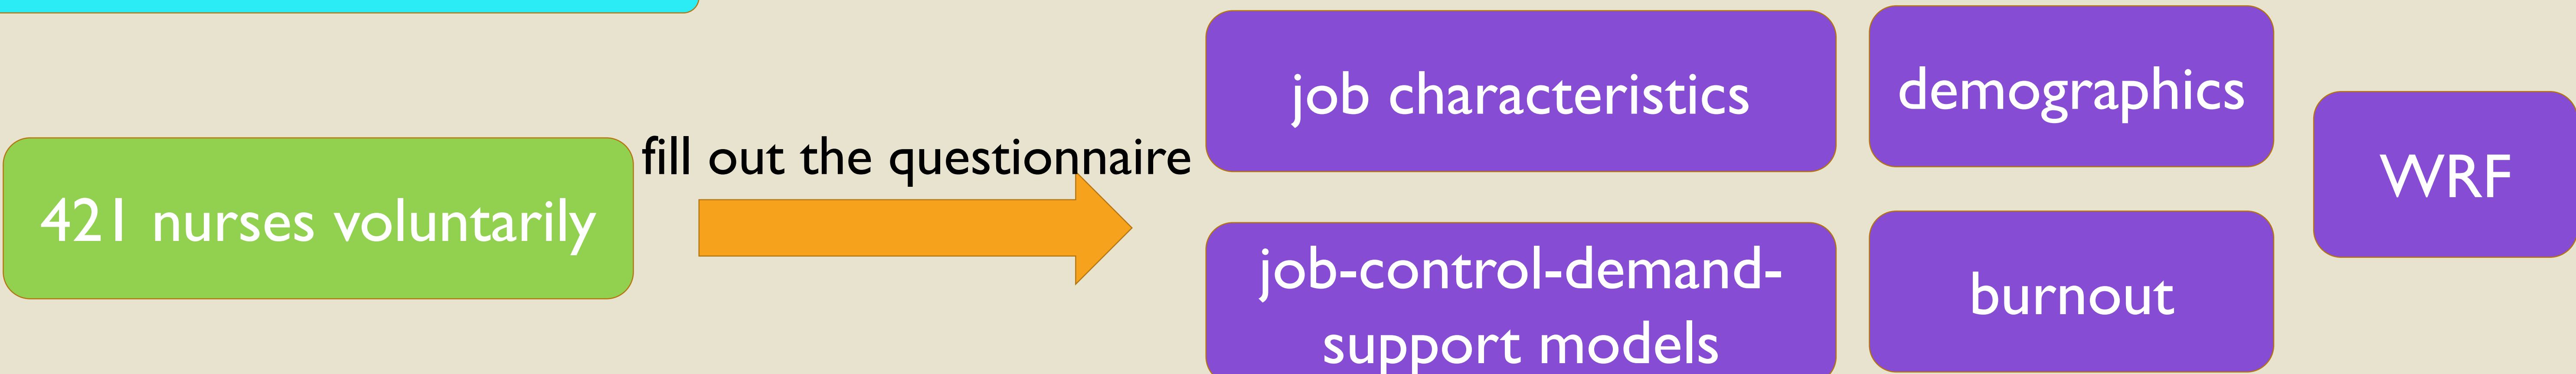 421 nurses voluntarily
fill out the questionnaire
job characteristics
demographics
job-control-demand-
support models
burnout
WRF